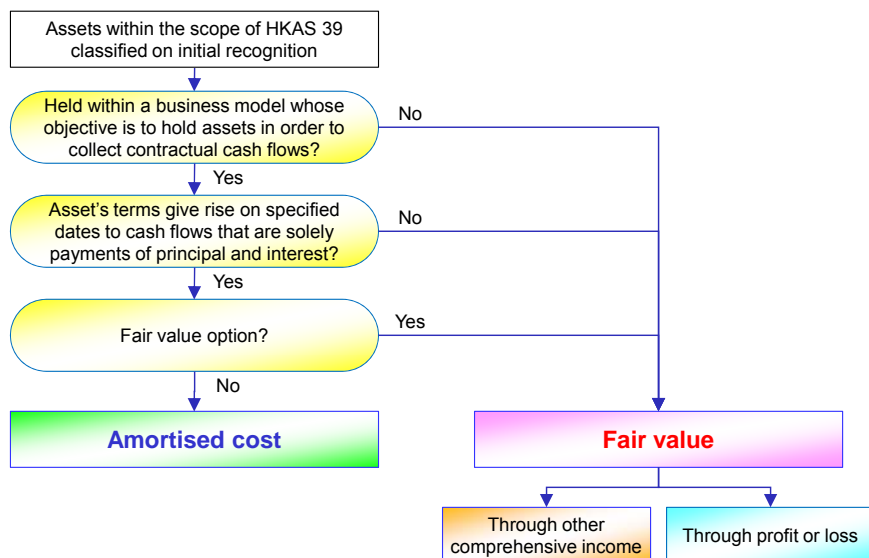 Assets within the scope of HKAS 39
classified on initial recognition
Held within a business model whose
objective is to hold assets in order to
collect contractual cash flows?
No
Yes
Asset's terms give rise on specified
dates to cash flows that are solely
payments of principal and interest?
No
Yes
Fair value option?
Yes
No
Amortised cost
Fair value
Through other
comprehensive income
Through profit or loss